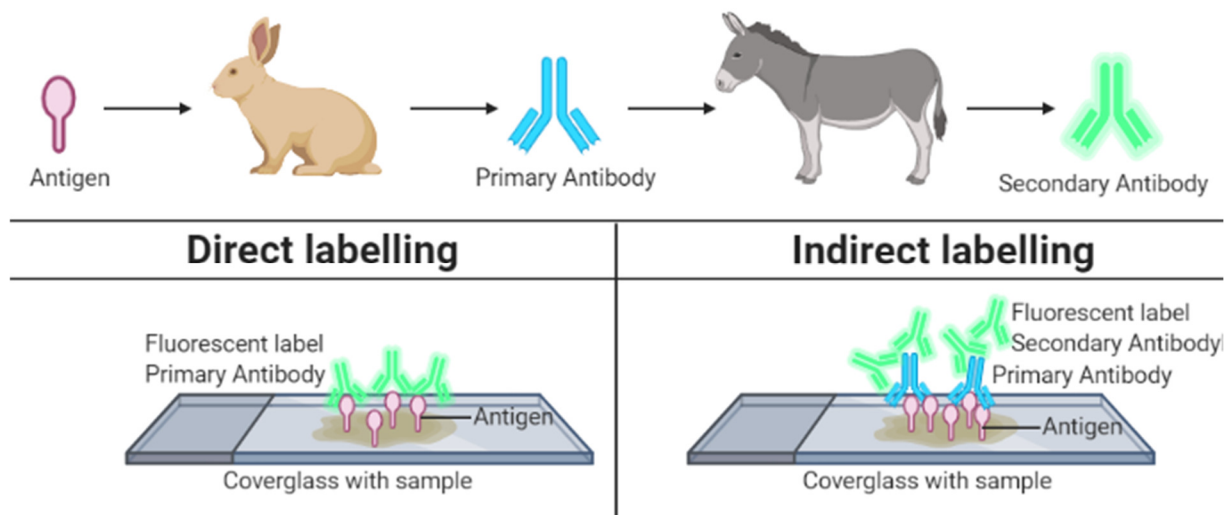 Antigen
Primary Antibody
Secondary Antibody
Direct labelling
Indirect labelling
Fluorescent label
Primary Antibody
Antigen
Coverglass with sample
Fluorescent label
Secondary Antibody
Primary Antibody
Antigen
Coverglass with sample